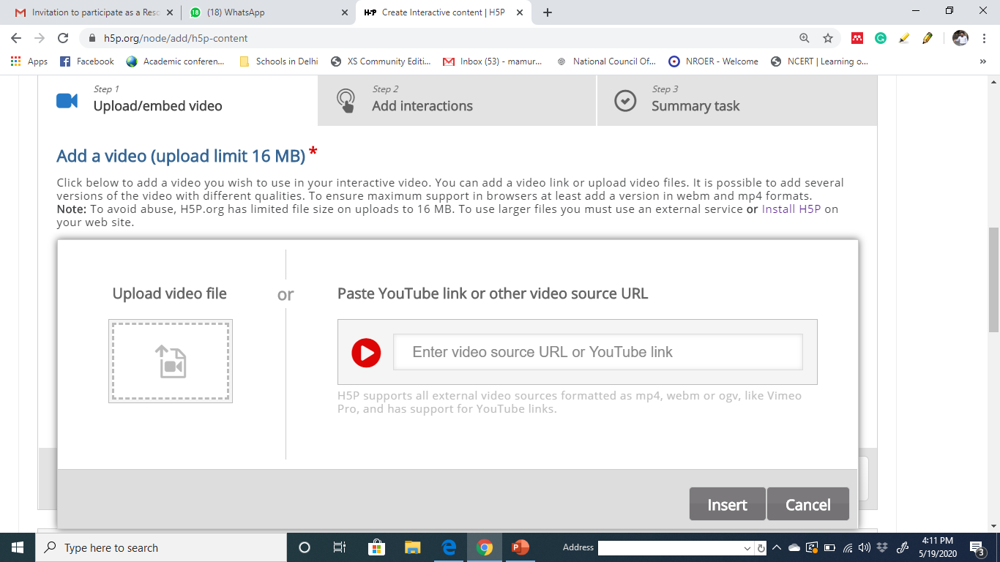 Invitation to participate as a Reso
18
(18) WhatsApp
H-P Create Interactive content | H5P
h5p.org/node/add/h5p-content
Apps
Facebook
Academic conferen...
Schools in Delhi
XS Community Editi...
Inbox (53) - mamur...
National Council Of...
NROER - Welcome
NCERT | Learning o...
»
Step 1
Upload/embed video
Step 2
Add interactions
Step 3
Summary task
Add a video (upload limit 16 MB) *
Click below to add a video you wish to use in your interactive video. You can add a video link or upload video files. It is possible to add several
versions of the video with different qualities. To ensure maximum support in browsers at least add a version in webm and mp4 formats.
Note: To avoid abuse, H5P.org has limited file size on uploads to 16 MB. To use larger files you must use an external service or Install H5P on
your web site.
Upload video file
or
Paste YouTube link or other video source URL
Enter video source URL or YouTube link
H5P supports all external video sources formatted as mp4, webm or ogv, like Vimeo
Pro, and has support for YouTube links.
Insert
Cancel
Type here to search
Address
4:11 PM
5/19/2020
3